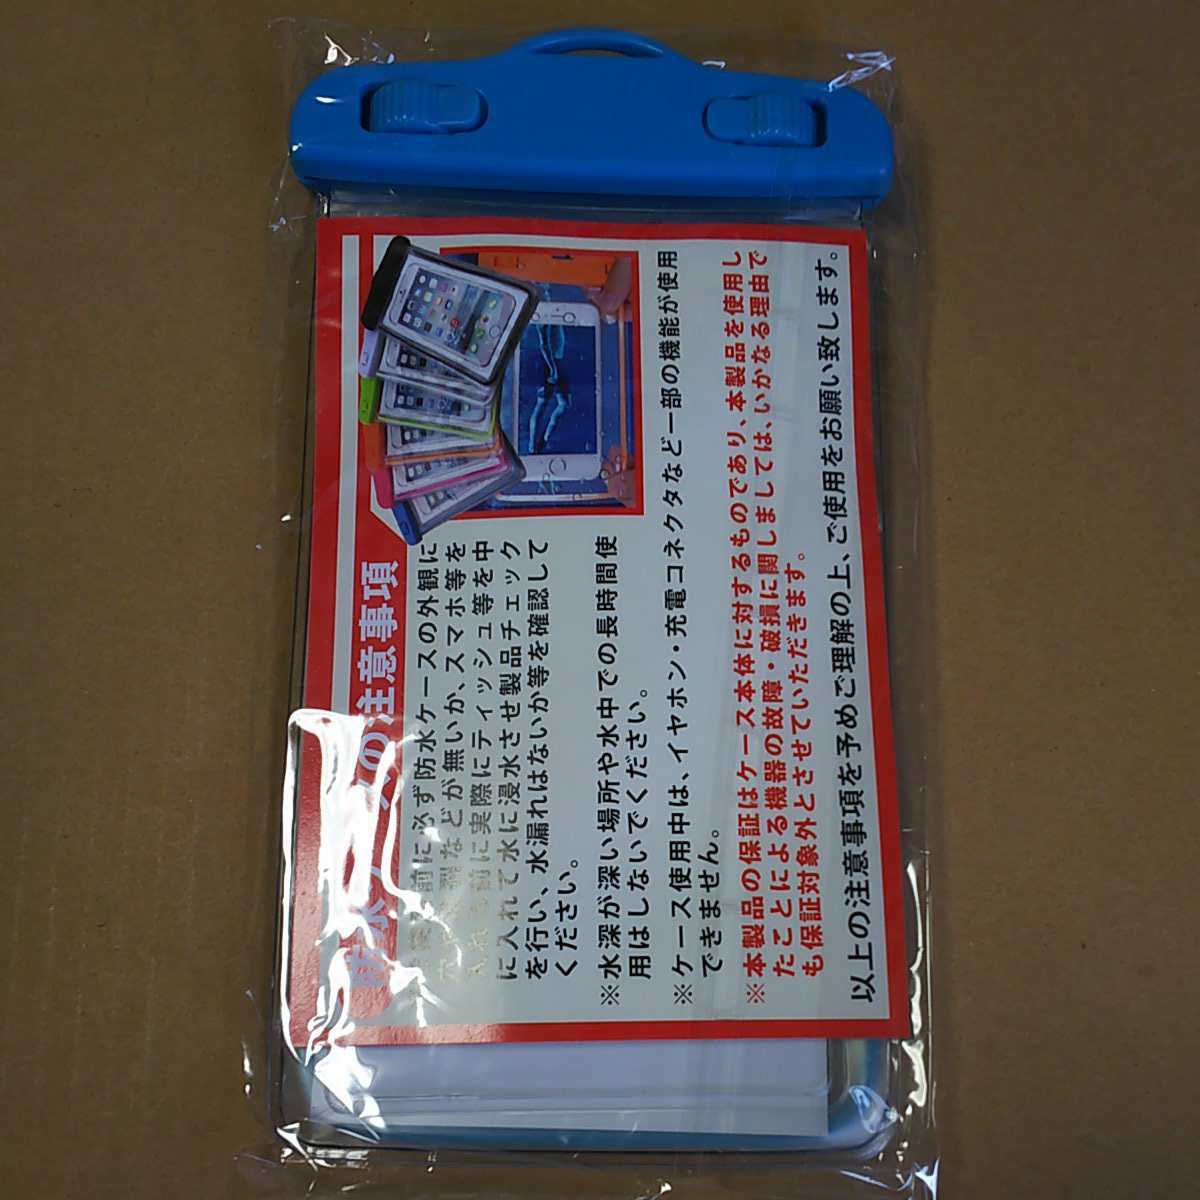 の注意事項
前に必ず防水ケースの外観に
などが無いか、スマホ等を
前に実際にティッシュ等を中
に入れて水に浸水させ製品チェック
を行い、水漏れはないか等を確認して
ください。
※水深が深い場所や水中での長時間使
用はしないでください。
※ケース使用中は、イヤホン・充電コネクタなど一部の機能が使用
できません。
※本製品の保証はケース本体に対するものであり、本製品を使用し
たことによる機器の故障・破損に関しましては、いかなる理由で
も保証対象外とさせていただきます。
以上の注意事項を予めご理解の上、ご使用をお願い致します。